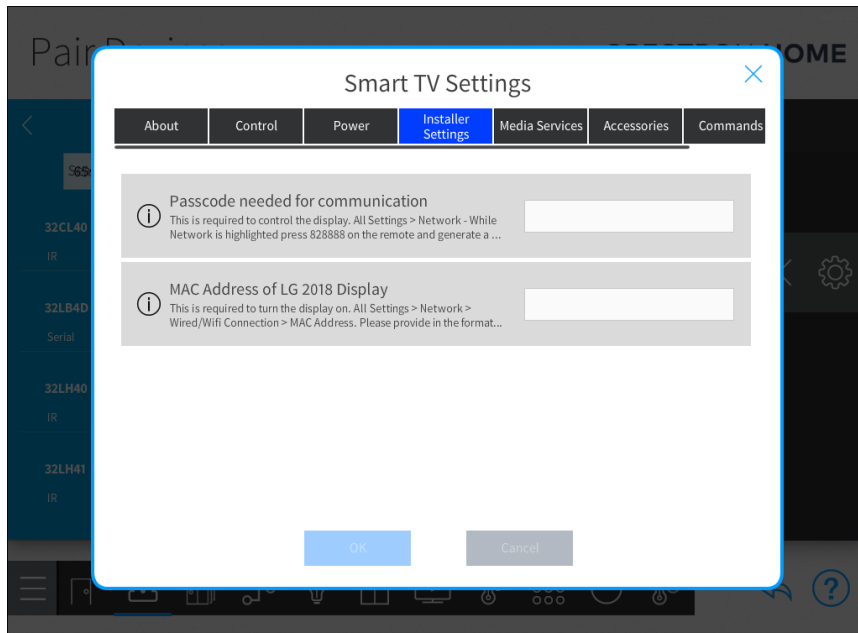 Pair
OME
Smart TV Settings
About
Control
Power
Installer
Settings
Media Services
Accessories
Commands
Passcode needed for communication
This is required to control the display. All Settings > Network - While
Network is highlighted press 828888 on the remote and generate a ...
MAC Address of LG 2018 Display
This is required to turn the display on. All Settings > Network >
Wired/Wifi Connection > MAC Address. Please provide in the format...
32CL40
IR
32LB4D
Serial
32LH40
IR
32LH41
IR
OK
Cancel
?